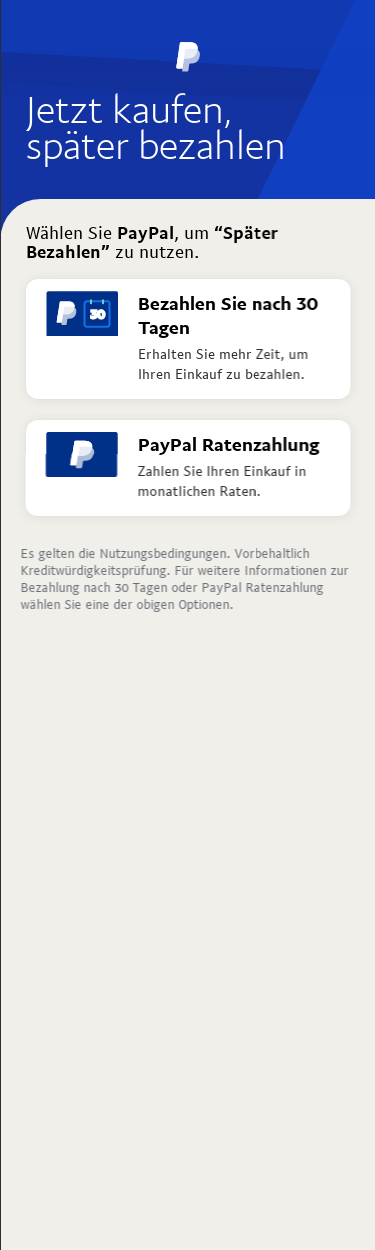 Jetzt kaufen,
später bezahlen
Wählen Sie PayPal, um “Später
Bezahlen” zu nutzen.
30
Bezahlen Sie nach 30
Tagen
Erhalten Sie mehr Zeit, um
Ihren Einkauf zu bezahlen.
PayPal Ratenzahlung
Zahlen Sie Ihren Einkauf in
monatlichen Raten.
Es gelten die Nutzungsbedingungen. Vorbehaltlich
Kreditwürdigkeitsprüfung. Für weitere Informationen zur
Bezahlung nach 30 Tagen oder PayPal Ratenzahlung
wählen Sie eine der obigen Optionen.